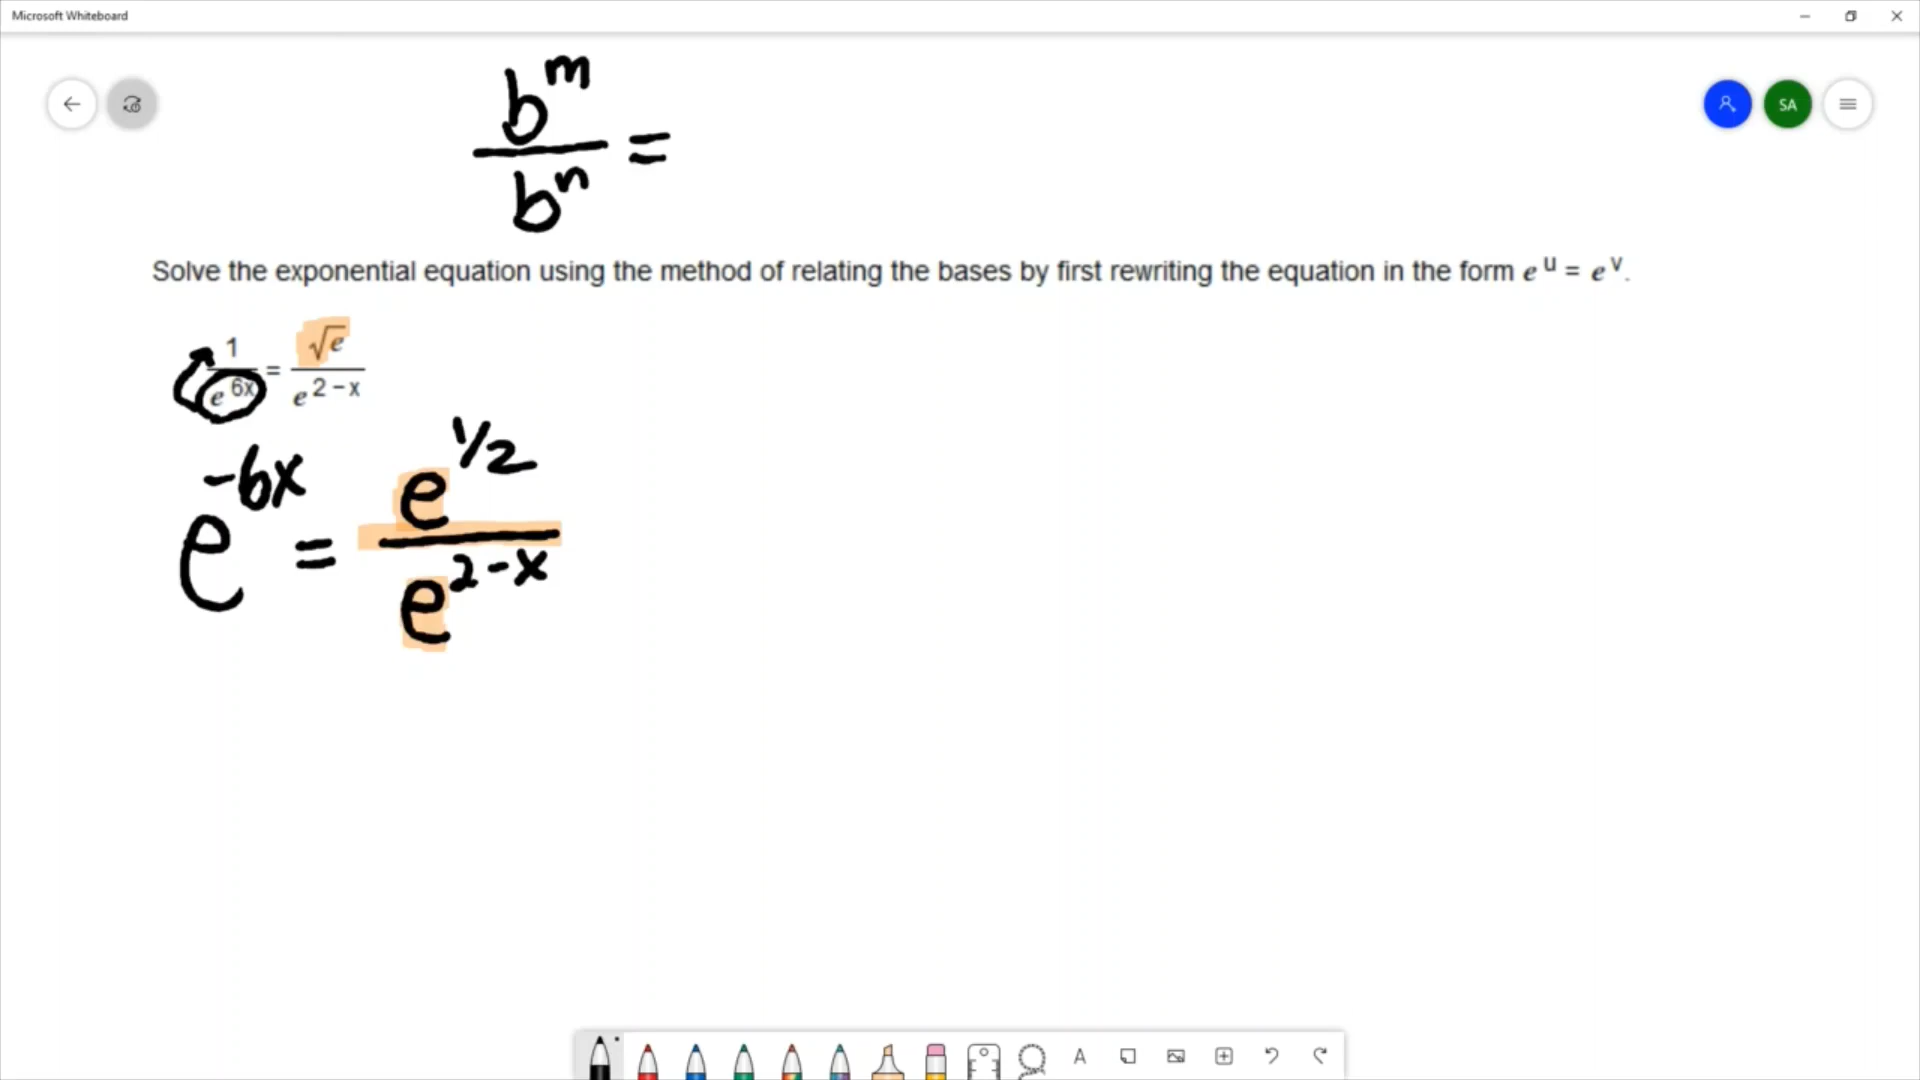 Microsoft Whiteboard
b^m / b^n =
SA
Solve the exponential equation using the method of relating the bases by first rewriting the equation in the form e^u = e^v.
1 / e^6x = √e / e^2 − x
e^-6x = e^1/2 / e^2-x
A